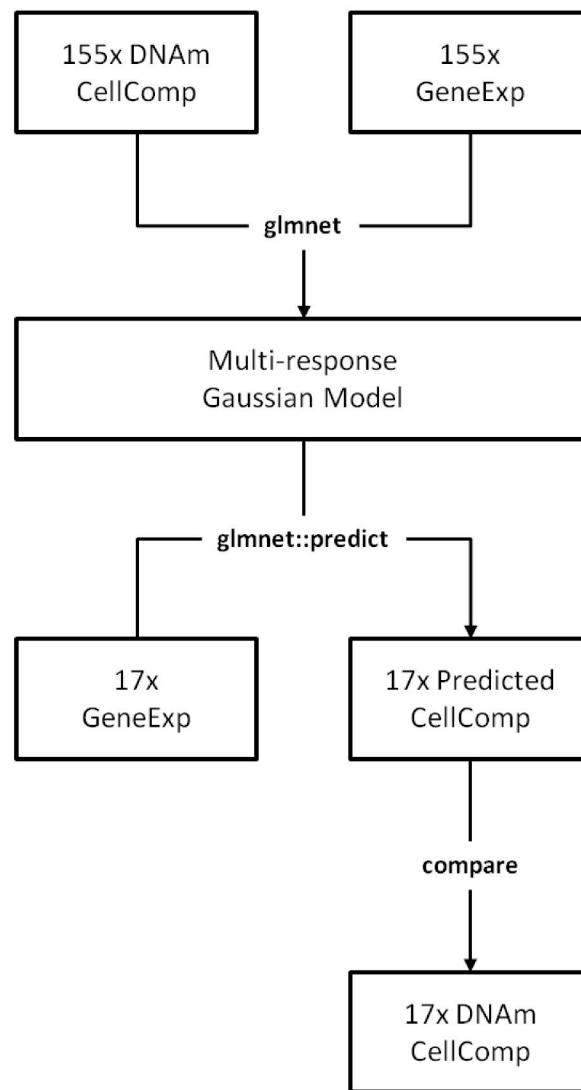 155x DNAm
CellComp
155x
GeneExp
glmnet
Multi-response
Gaussian Model
glmnet::predict
17x
GeneExp
17x Predicted
CellComp
compare
17x DNAm
CellComp